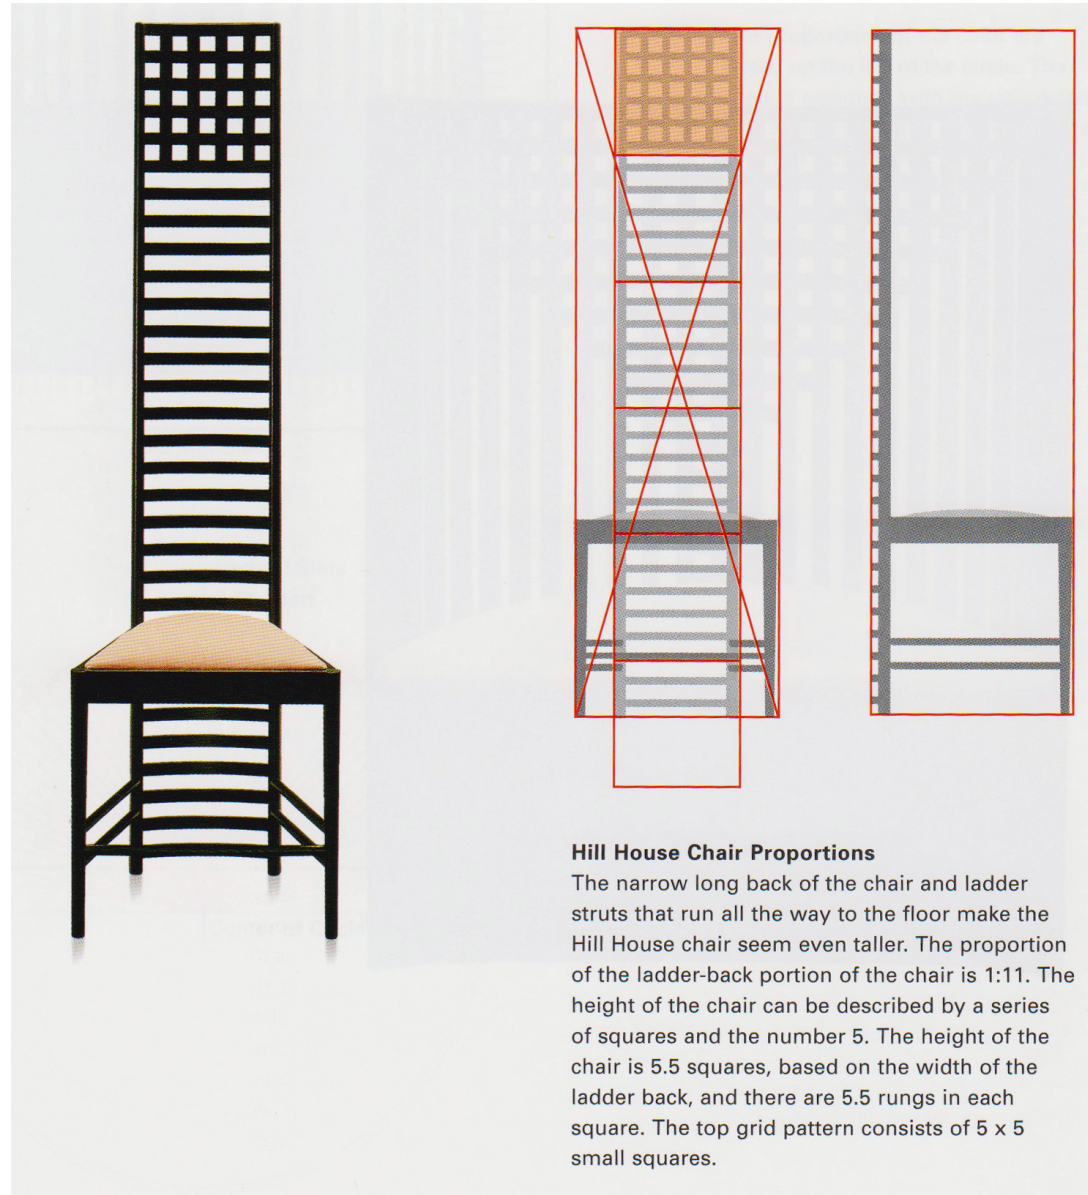 Hill House Chair Proportions
The narrow long back of the chair and ladder
struts that run all the way to the floor make the
Hill House chair seem even taller. The proportion
of the ladder-back portion of the chair is 1:11. The
height of the chair can be described by a series
of squares and the number 5. The height of the
chair is 5.5 squares, based on the width of the
ladder back, and there are 5.5 rungs in each
square. The top grid pattern consists of 5 x 5
small squares.